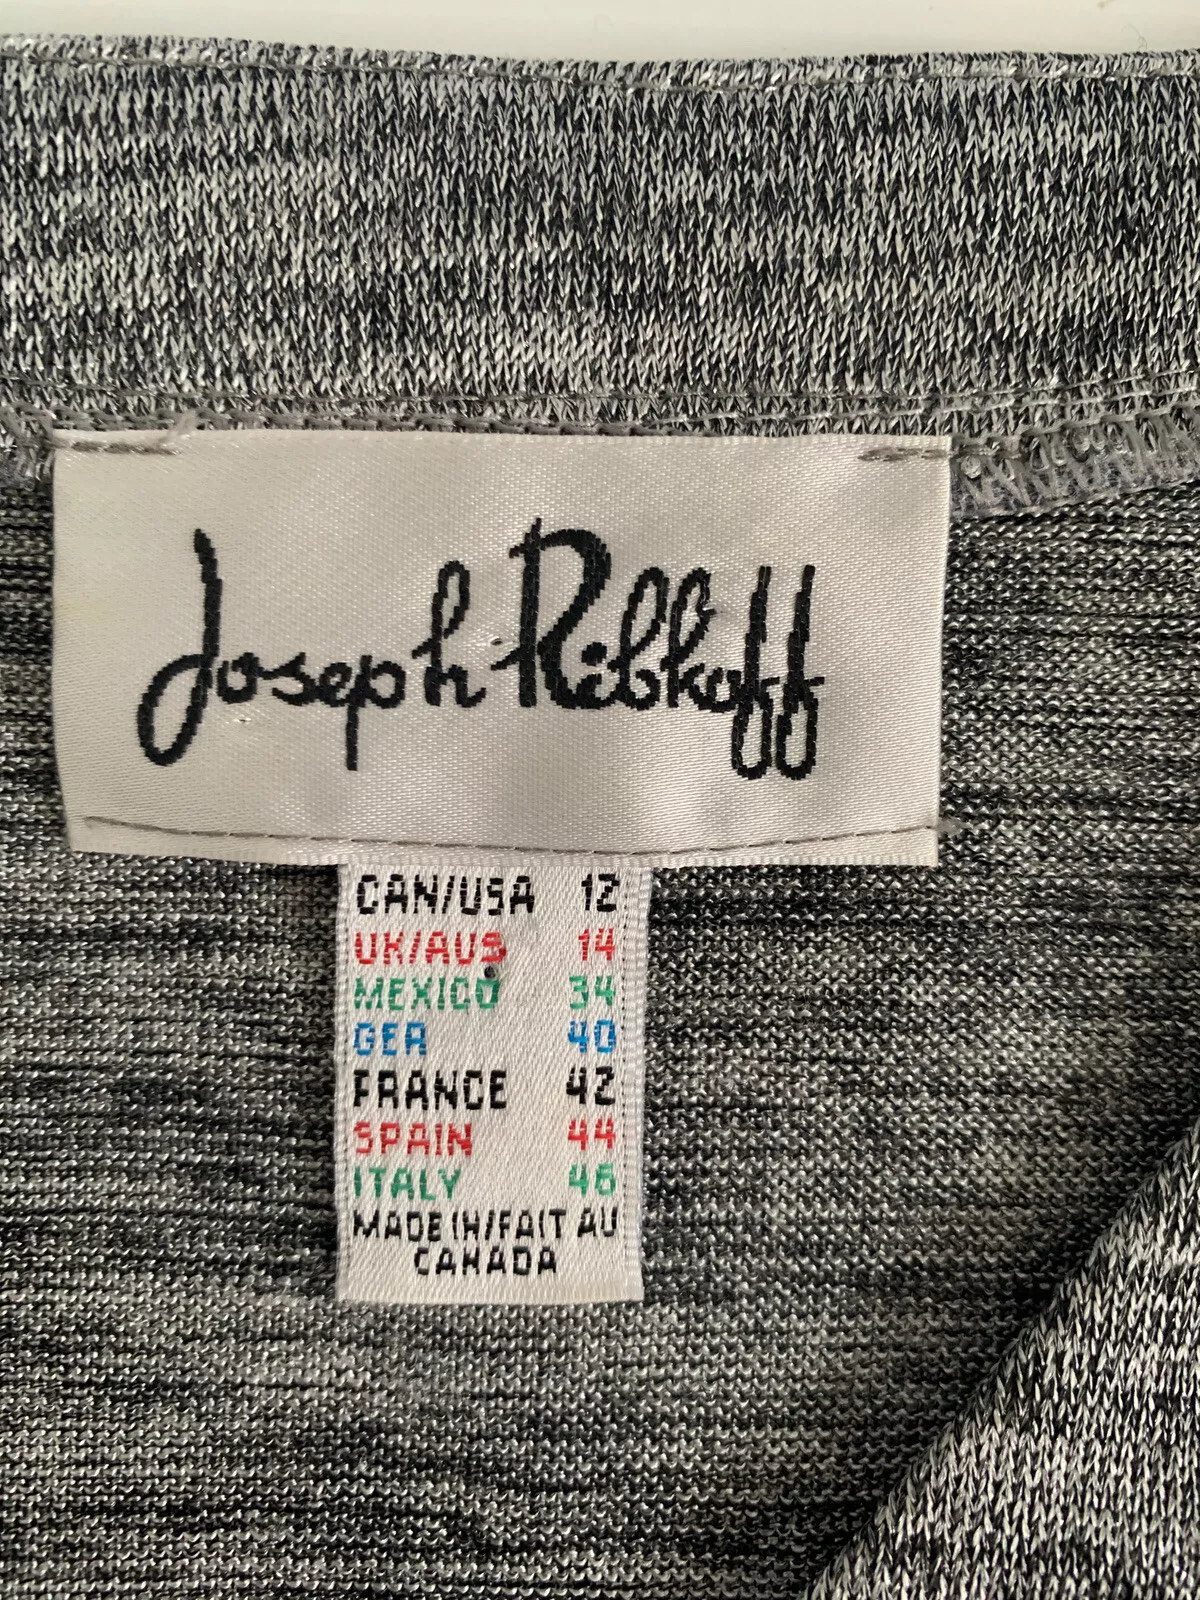 Joseph Ribkoff
CAN/USA 12
UK/AUS 14
MEXICO 34
GER 40
FRANCE 42
SPAIN 44
ITALY 46
MADE IN/FAIT AU
CANADA